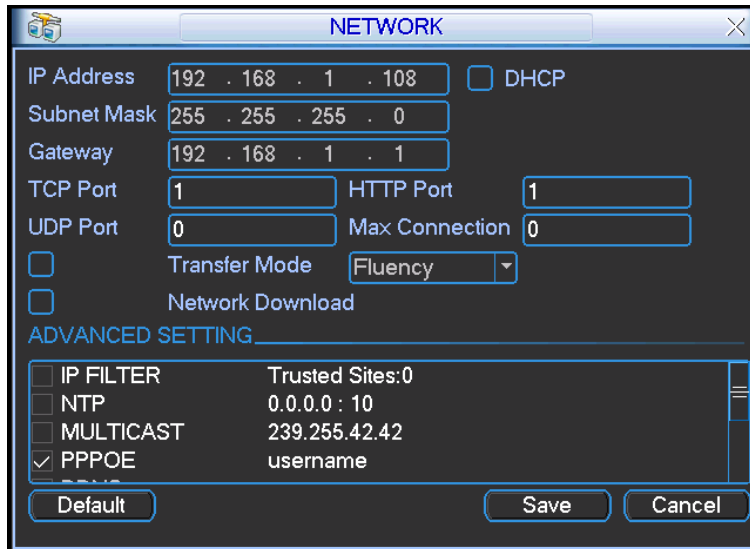 NETWORK
IP Address 192 . 168 . 1 . 108 DHCP
Subnet Mask 255 . 255 . 255 . 0
Gateway 192 . 168 . 1 . 1
TCP Port 1 HTTP Port 1
UDP Port 0 Max Connection 0
Transfer Mode Fluency
Network Download
ADVANCED SETTING
IP FILTER Trusted Sites:0
NTP 0.0.0.0 : 10
MULTICAST 239.255.42.42
PPPOE username
Default Save Cancel